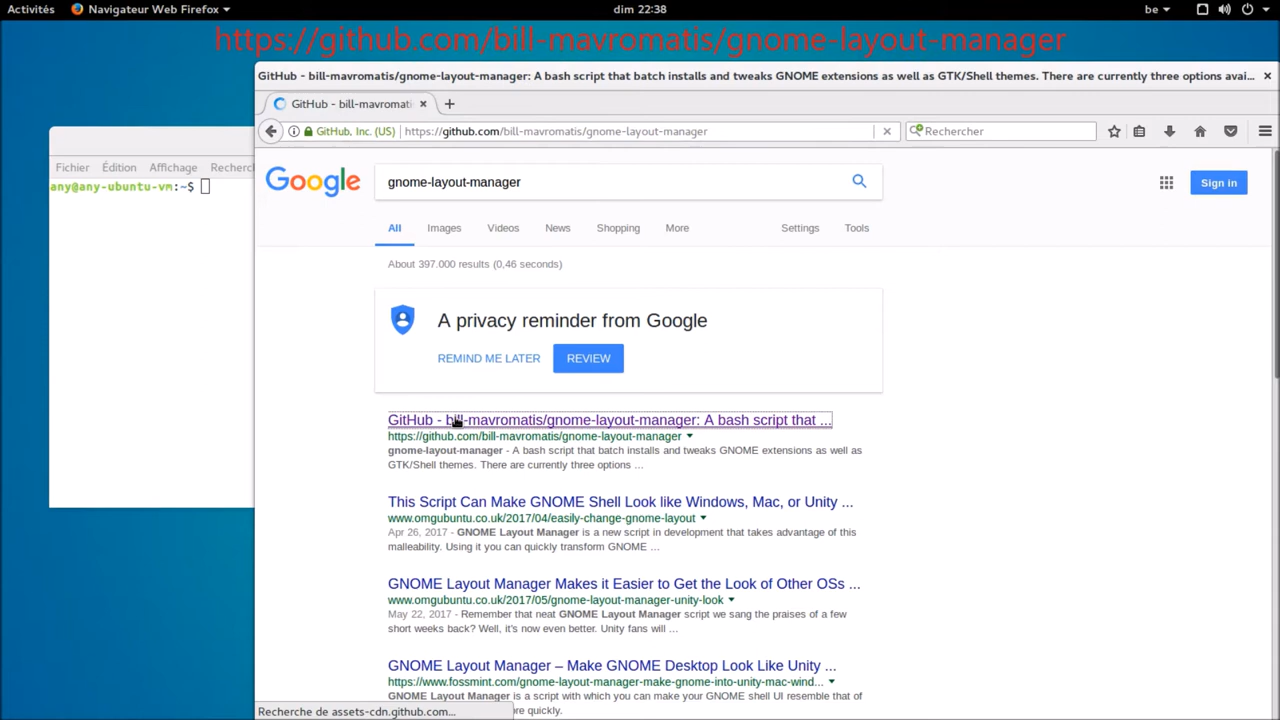 Activités
Navigateur Web Firefox
dim 22:38
be
https://github.com/bill-mavromatis/gnome-layout-manager
GitHub - bill-mavromatis/gnome-layout-manager: A bash script that batch installs and tweaks GNOME extensions as well as GTK/Shell themes. There are currently three options avai...
GitHub - bill-mavromati
GitHub, Inc. (US)
https://github.com/bill-mavromatis/gnome-layout-manager
Rechercher
Fichier Édition Affichage Recherc
any@any-ubuntu-vm:~$
Google
gnome-layout-manager
Sign in
All Images Videos News Shopping More Settings Tools
About 397.000 results (0,46 seconds)
A privacy reminder from Google
REMIND ME LATER
REVIEW
GitHub - bill-mavromatis/gnome-layout-manager: A bash script that ...
https://github.com/bill-mavromatis/gnome-layout-manager
gnome-layout-manager - A bash script that batch installs and tweaks GNOME extensions as well as
GTK/Shell themes. There are currently three options ...
This Script Can Make GNOME Shell Look like Windows, Mac, or Unity ...
www.omgubuntu.co.uk/2017/04/easily-change-gnome-layout
Apr 26, 2017 - GNOME Layout Manager is a new script in development that takes advantage of this
malleability. Using it you can quickly transform GNOME ...
GNOME Layout Manager Makes it Easier to Get the Look of Other OSs ...
www.omgubuntu.co.uk/2017/05/gnome-layout-manager-unity-look
May 22, 2017 - Remember that neat GNOME Layout Manager script we sang the praises of a few
short weeks back? Well, it's now even better. Unity fans will ...
GNOME Layout Manager – Make GNOME Desktop Look Like Unity ...
https://www.fossmint.com/gnome-layout-manager-make-gnome-into-unity-mac-wind...
GNOME Layout Manager is a script with which you can make your GNOME shell UI resemble that of
re quickly.
Recherche de assets-cdn.github.com...